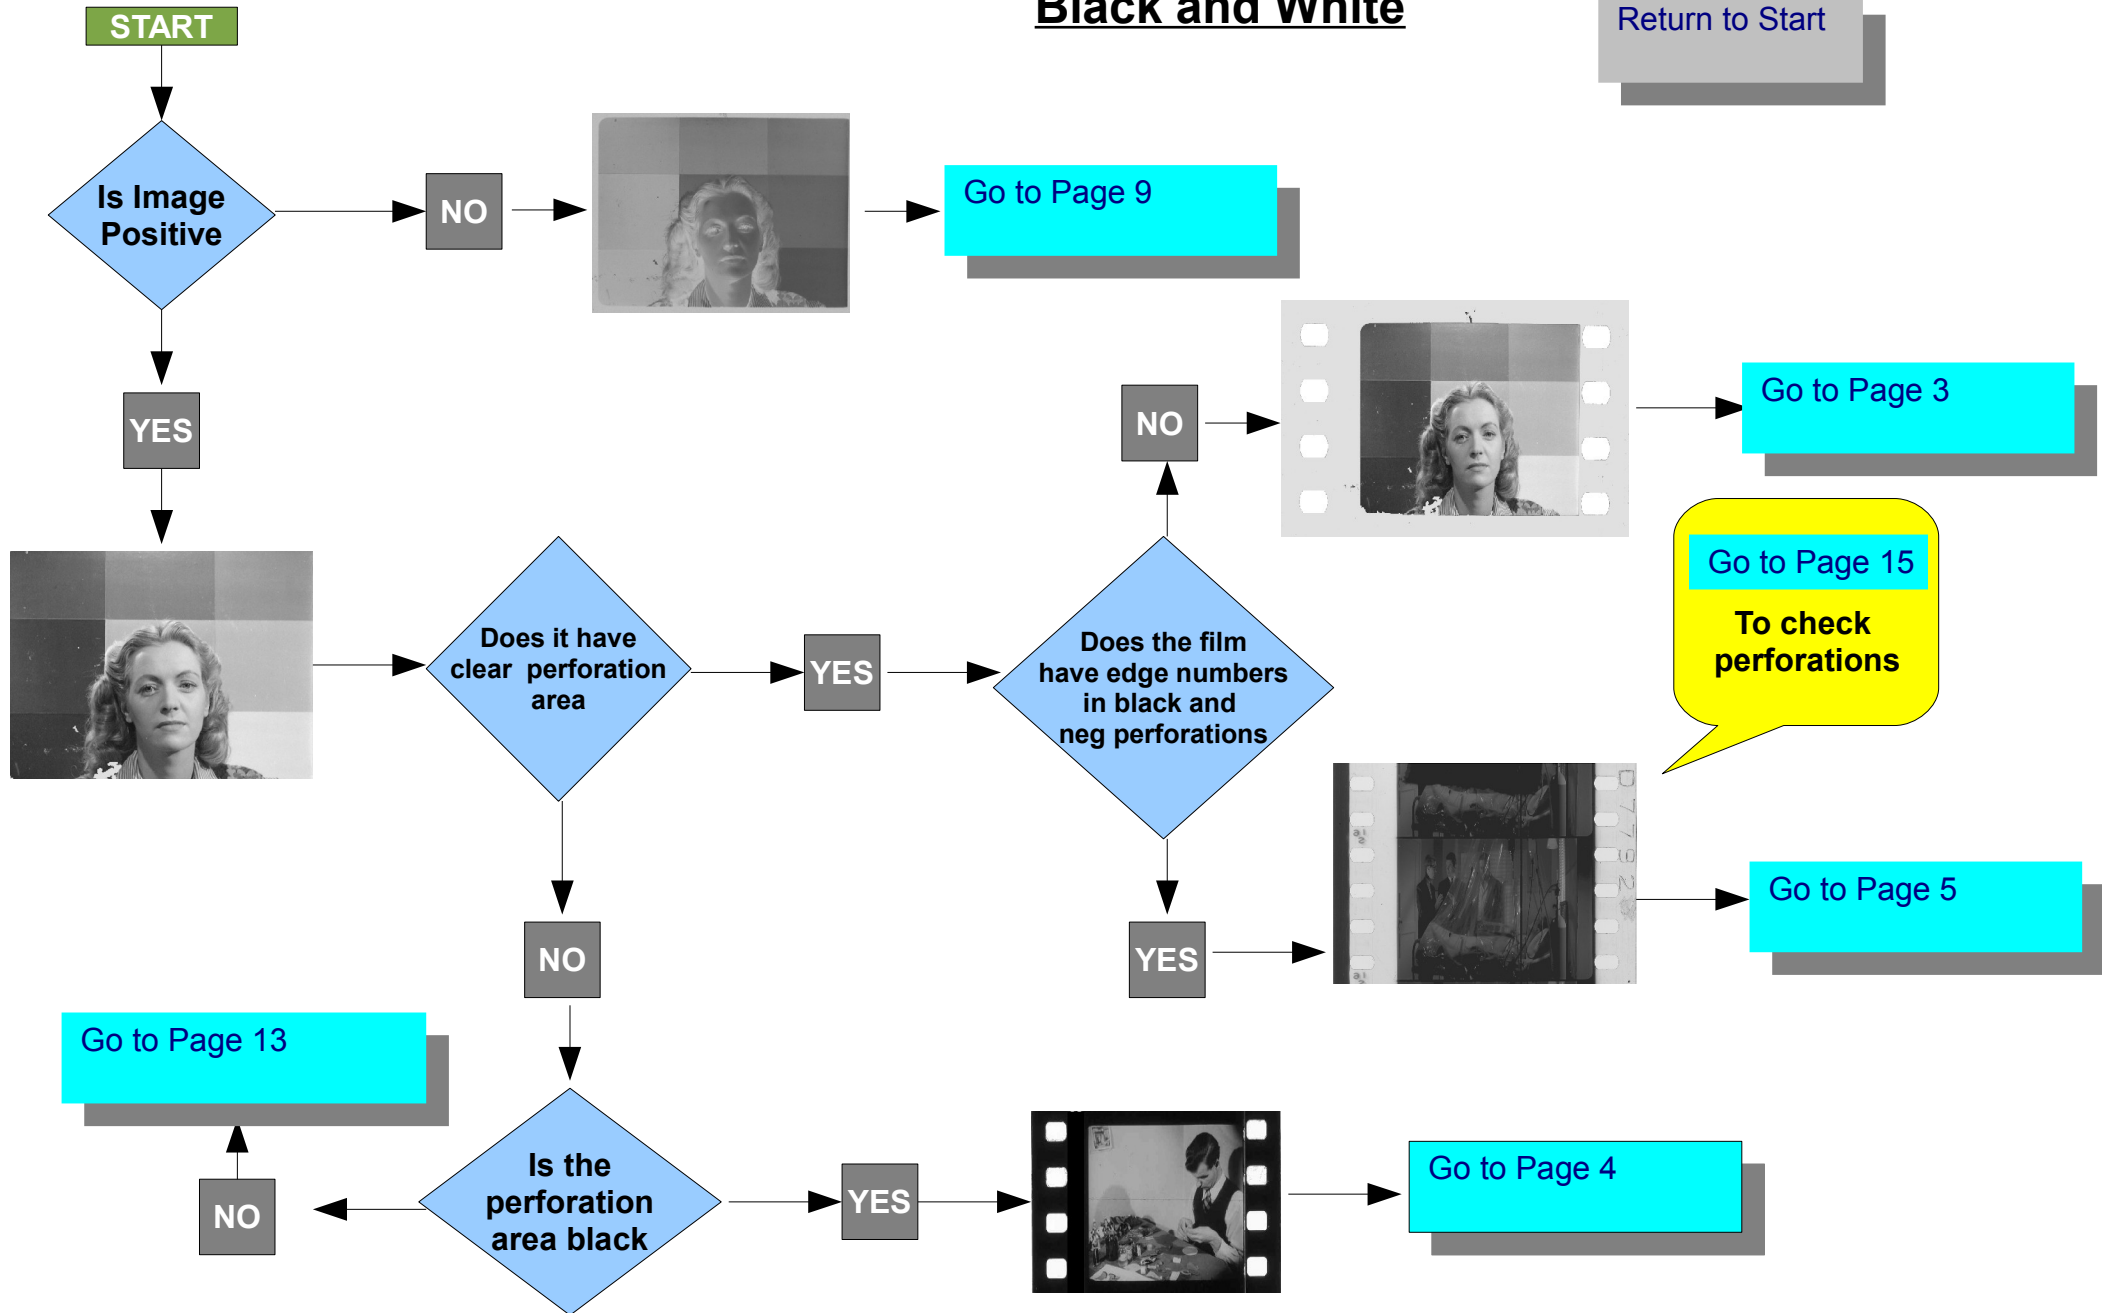 Black and White
Return to Start
START
Is Image
Positive
NO
Go to Page 9
YES
NO
Go to Page 3
Go to Page 15
To check
perforations
Does it have
clear perforation
area
YES
Does the film
have edge numbers
in black and
neg perforations
D7792
YES
Go to Page 5
NO
Go to Page 13
NO
Is the
perforation
area black
YES
Go to Page 4